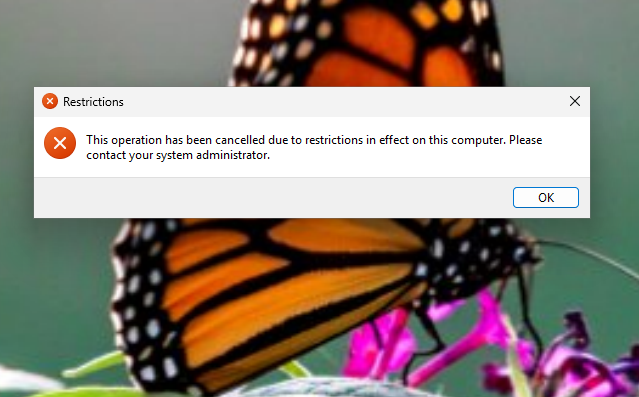 Restrictions
This operation has been cancelled due to restrictions in effect on this computer. Please
contact your system administrator.
OK